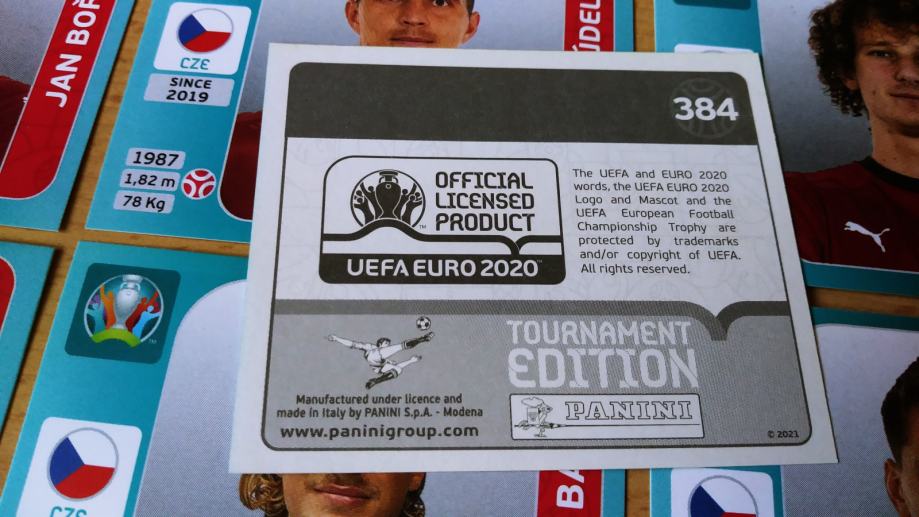 JAN BOŘ
CZE
SINCE
2019
1987
1,82 m
78 Kg
ÚDEL
384
OFFICIAL
LICENSED
PRODUCT
TM
UEFA EURO 2020
TM
The UEFA and EURO 2020
words, the UEFA EURO 2020
Logo and Mascot and the
UEFA European Football
Championship Trophy are
protected by trademarks
and/or copyright of UEFA.
All rights reserved.
TOURNAMENT
EDITION
Manufactured under licence and
made in Italy by PANINI S.p.A. - Modena
www.paninigroup.com
PANINI
© 2021
CZE
BA